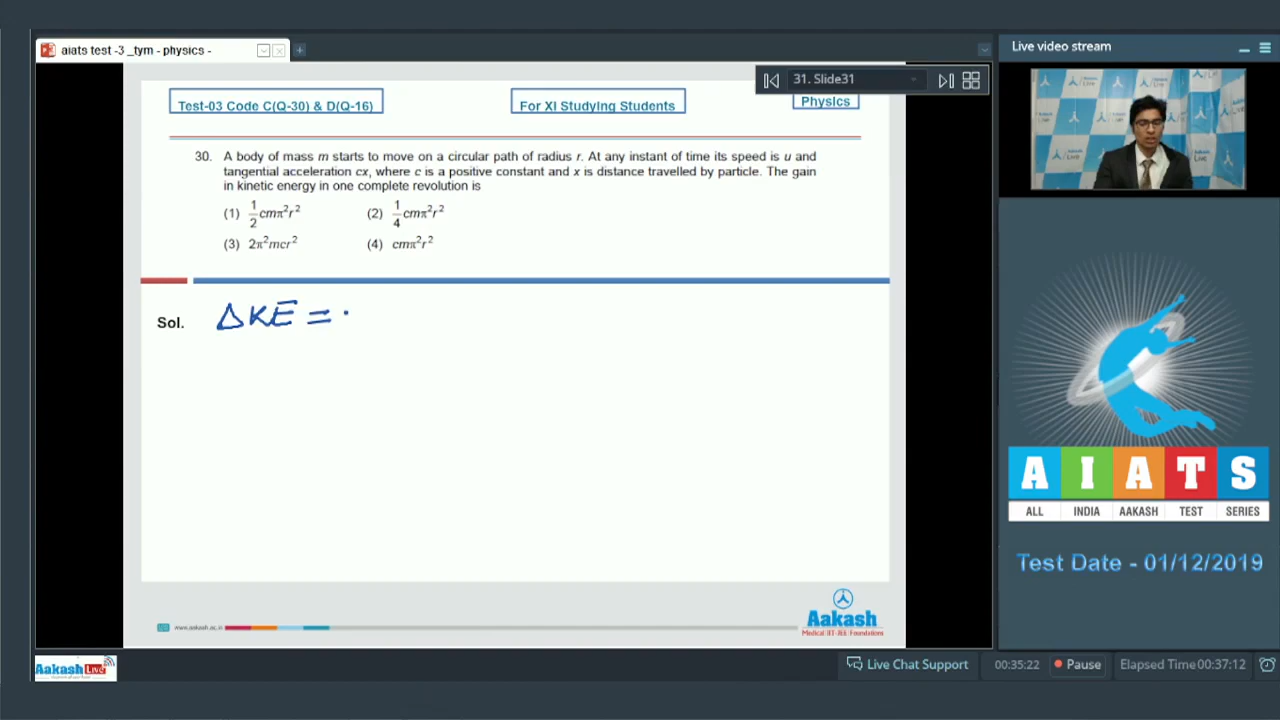 aiats test -3 _tym - physics -
Live video stream
31. Slide31
Test-03 Code C(Q-30) & D(Q-16)
For XI Studying Students
Physics
30. A body of mass m starts to move on a circular path of radius r. At any instant of time its speed is u and
tangential acceleration cx, where c is a positive constant and x is distance travelled by particle. The gain
in kinetic energy in one complete revolution is
(1) 1/2 cmπ²r² (2) 1/4 cmπ²r²
(3) 2π²mcr² (4) cmπ²r²
Sol. ΔKE =
A I A T S
ALL INDIA AAKASH TEST SERIES
Test Date - 01/12/2019
Aakash
Medical|IIT-JEE|Foundations
Aakash Live
Live Chat Support
00:35:22
Pause
Elapsed Time 00:37:12